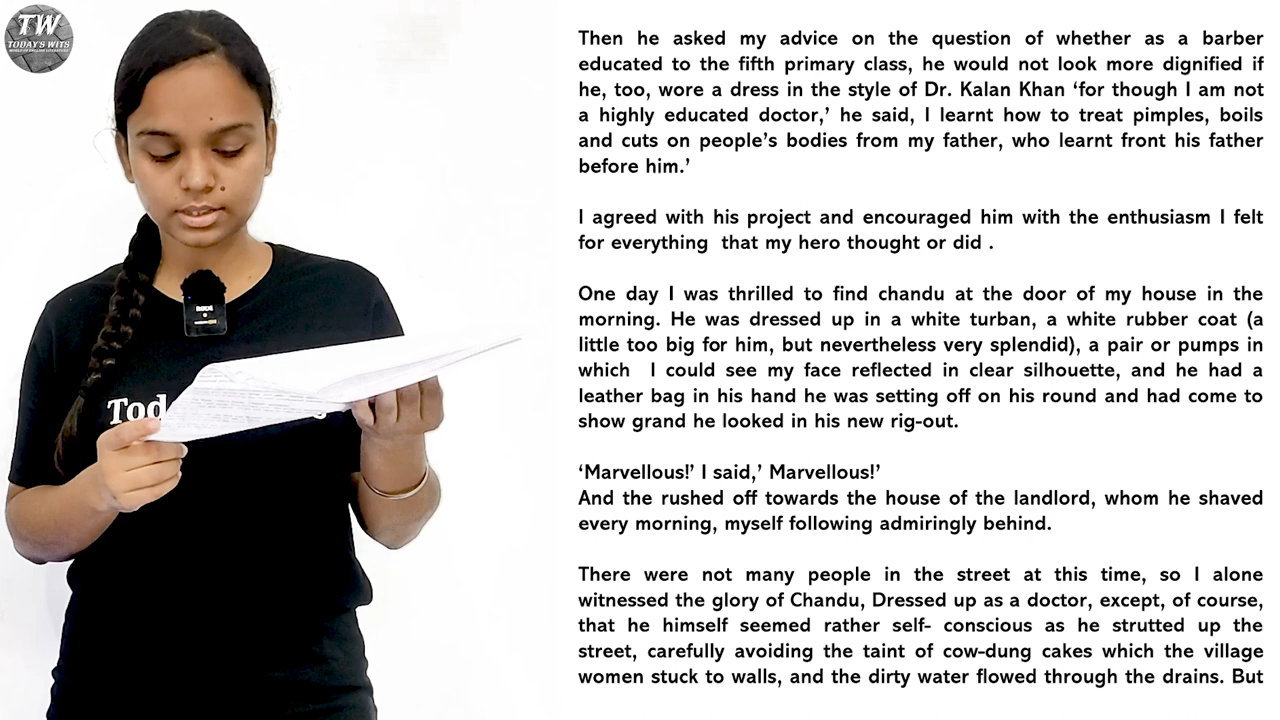 TW
TODAY'S WITS
Tod
Then he asked my advice on the question of whether as a barber
educated to the fifth primary class, he would not look more dignified if
he, too, wore a dress in the style of Dr. Kalan Khan ‘for though I am not
a highly educated doctor,’ he said, I learnt how to treat pimples, boils
and cuts on people’s bodies from my father, who learnt front his father
before him.’
I agreed with his project and encouraged him with the enthusiasm I felt
for everything that my hero thought or did .
One day I was thrilled to find chandu at the door of my house in the
morning. He was dressed up in a white turban, a white rubber coat (a
little too big for him, but nevertheless very splendid), a pair or pumps in
which I could see my face reflected in clear silhouette, and he had a
leather bag in his hand he was setting off on his round and had come to
show grand he looked in his new rig-out.
‘Marvellous!’ I said,’ Marvellous!’
And the rushed off towards the house of the landlord, whom he shaved
every morning, myself following admiringly behind.
There were not many people in the street at this time, so I alone
witnessed the glory of Chandu, Dressed up as a doctor, except, of course,
that he himself seemed rather self- conscious as he strutted up the
street, carefully avoiding the taint of cow-dung cakes which the village
women stuck to walls, and the dirty water flowed through the drains. But